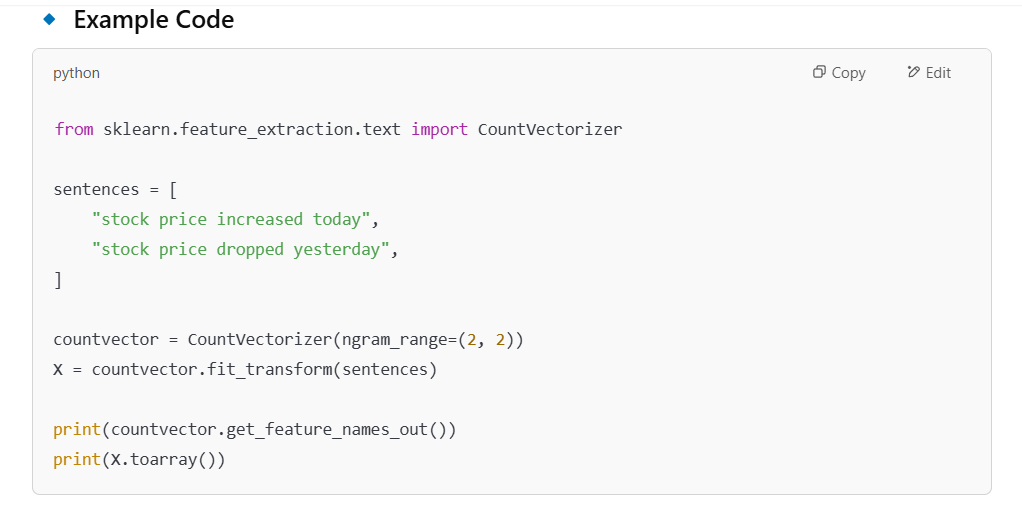 Example Code
python
Copy
Edit
from sklearn.feature_extraction.text import CountVectorizer
sentences = [
    "stock price increased today",
    "stock price dropped yesterday",
]
countvector = CountVectorizer(ngram_range=(2, 2))
X = countvector.fit_transform(sentences)
print(countvector.get_feature_names_out())
print(X.toarray())